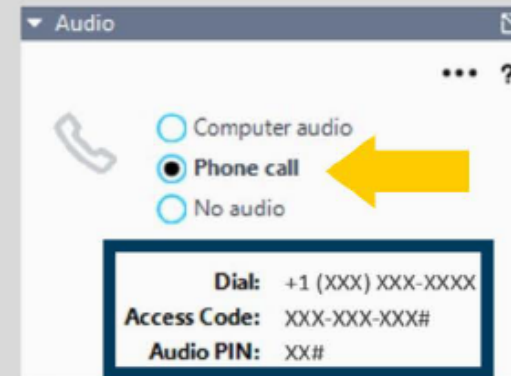 Audio
... ?
Computer audio
Phone call
No audio
Dial: +1 (XXX) XXX-XXXX
Access Code: XXX-XXX-XXX#
Audio PIN: XX#